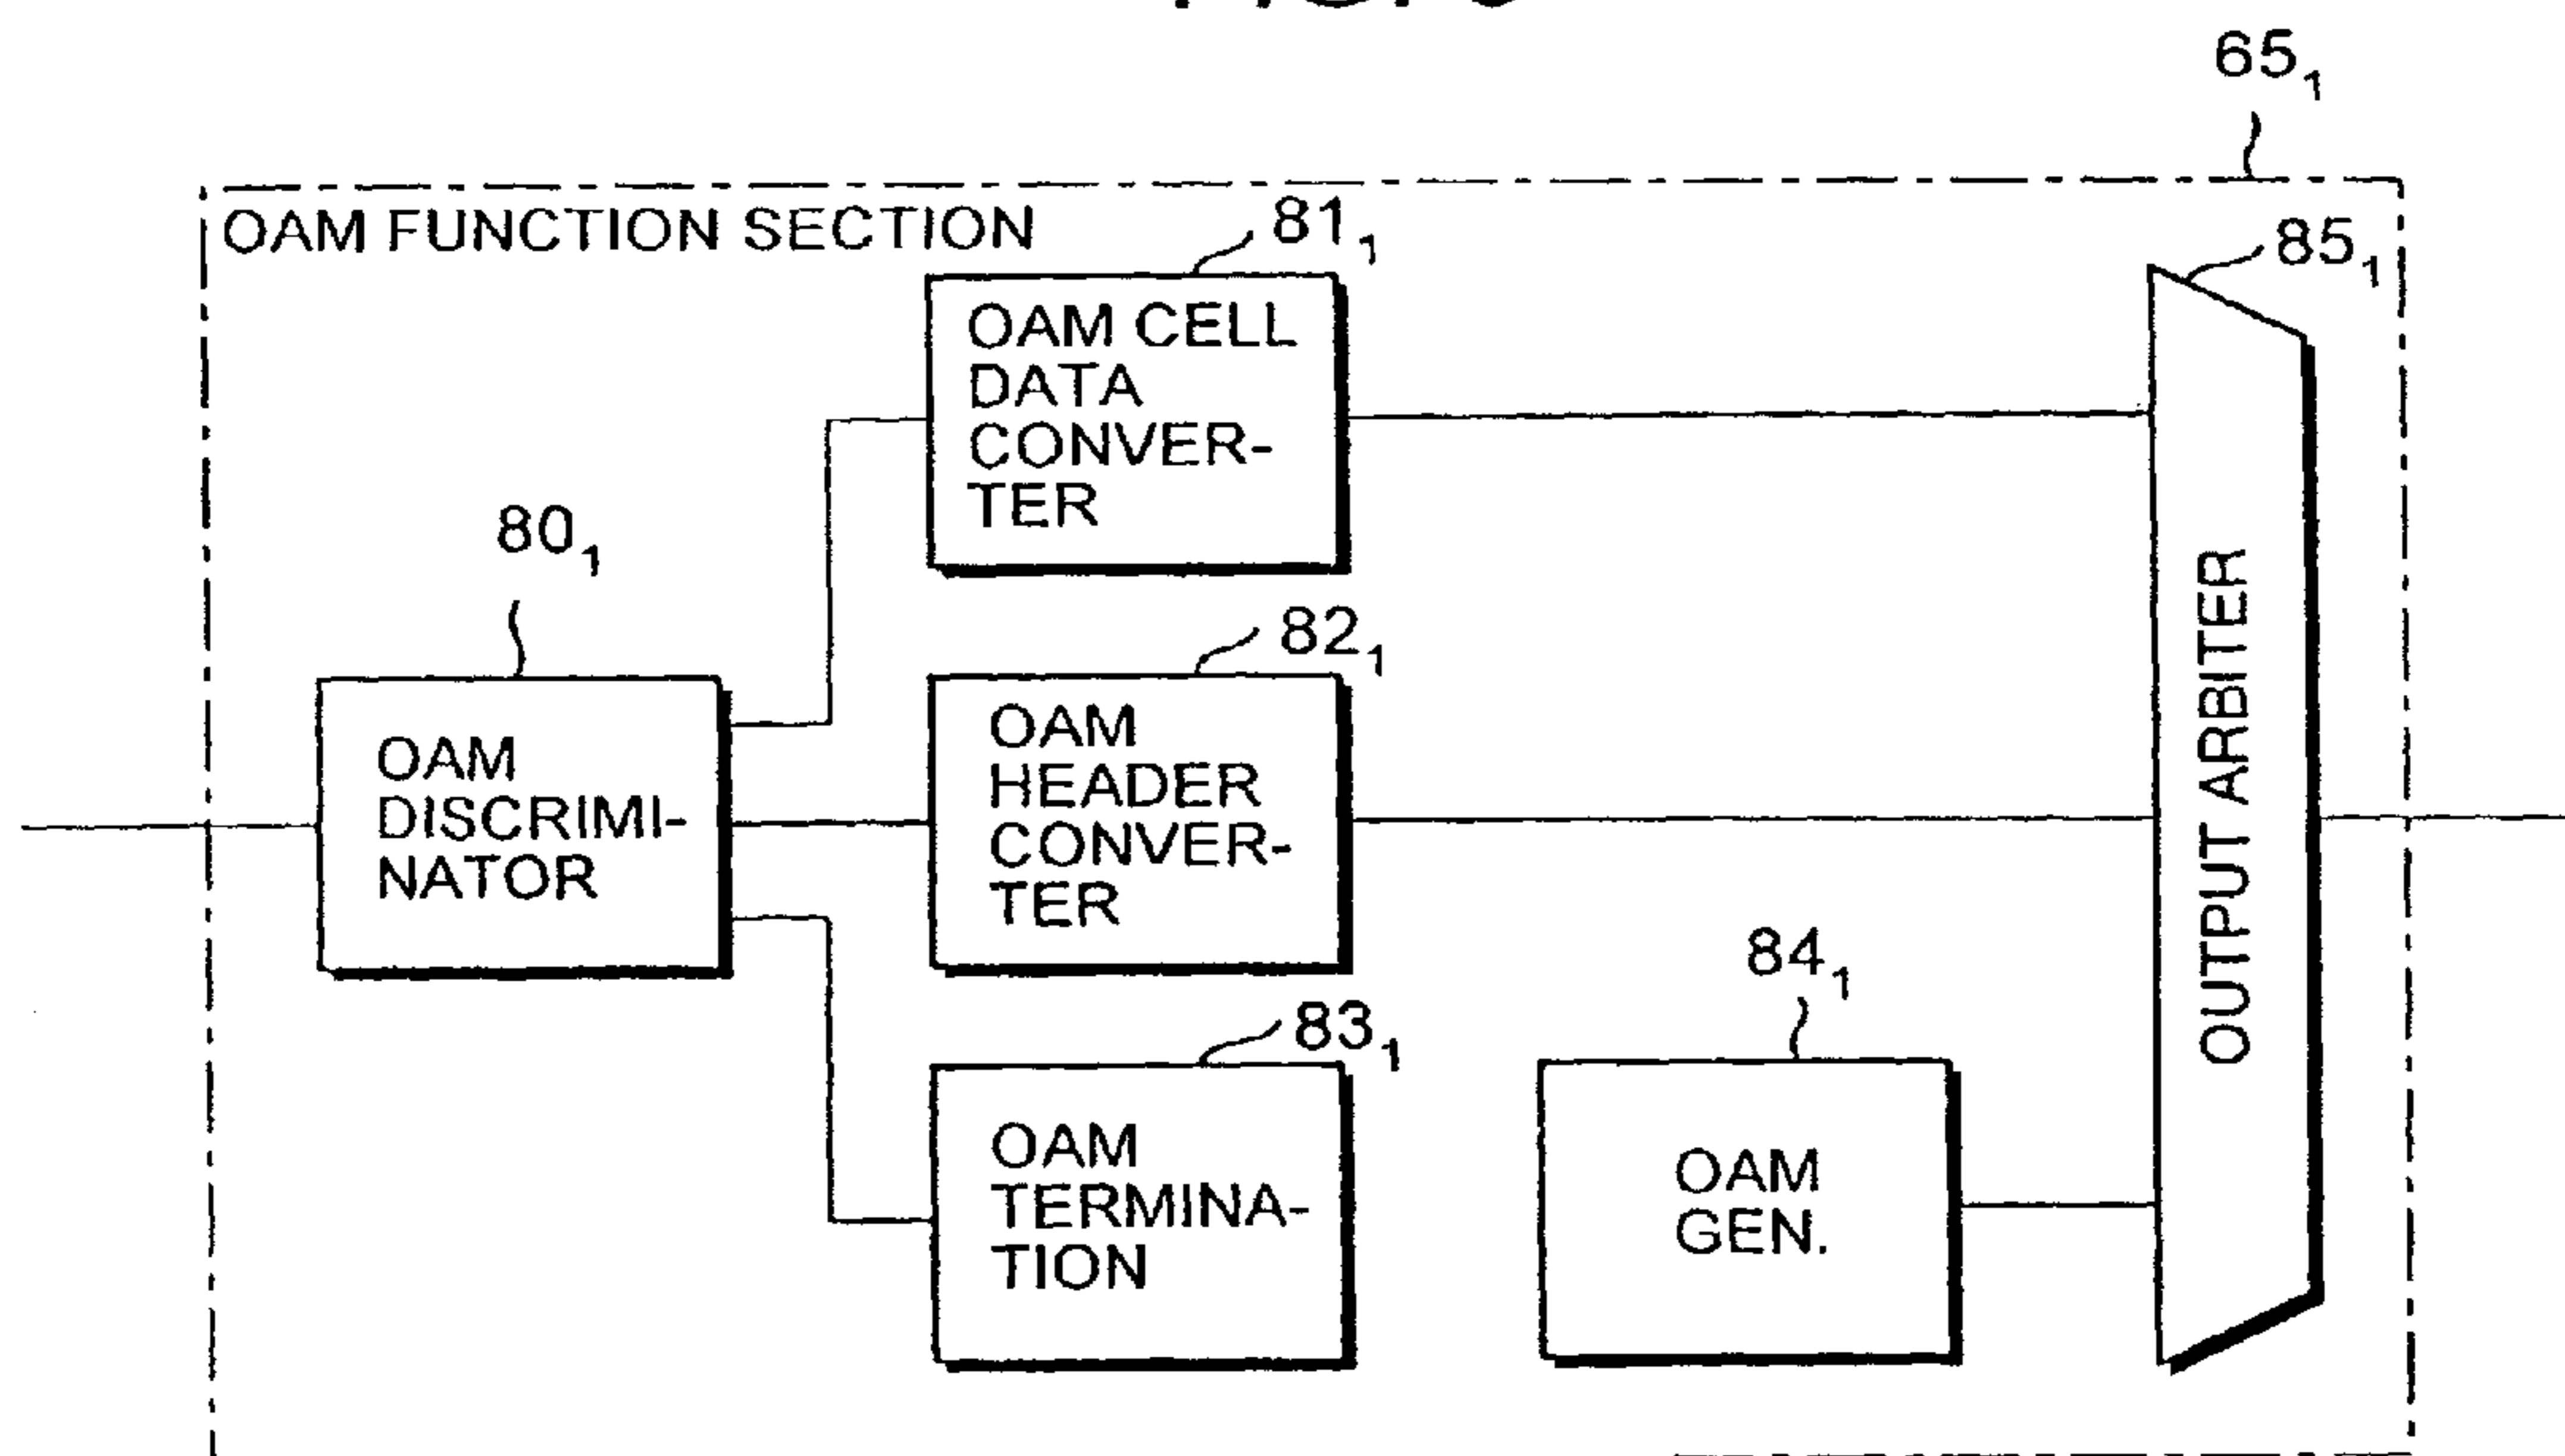 65₁
OAM FUNCTION SECTION
81₁
85₁
OAM CELL
DATA
CONVER-
TER
80₁
82₁
OAM
DISCRIMI-
NATOR
OAM
HEADER
CONVER-
TER
OUTPUT ARBITER
84₁
83₁
OAM
TERMINA-
TION
OAM
GEN.